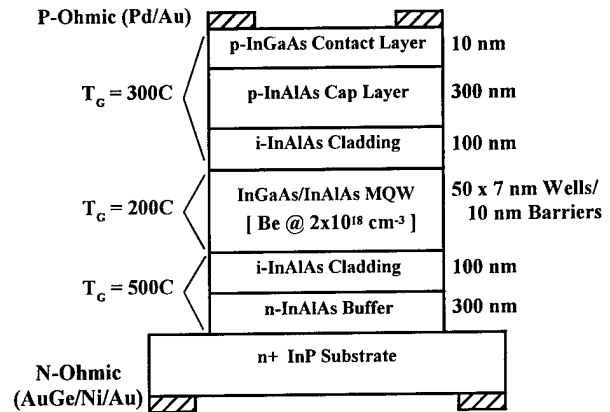 P-Ohmic (Pd/Au)
p-InGaAs Contact Layer 10 nm
T_G = 300C
p-InAlAs Cap Layer 300 nm
i-InAlAs Cladding 100 nm
T_G = 200C
InGaAs/InAlAs MQW 50 x 7 nm Wells/
[ Be @ 2x10¹⁸ cm⁻³ ] 10 nm Barriers
T_G = 500C
i-InAlAs Cladding 100 nm
n-InAlAs Buffer 300 nm
n+ InP Substrate
N-Ohmic
(AuGe/Ni/Au)